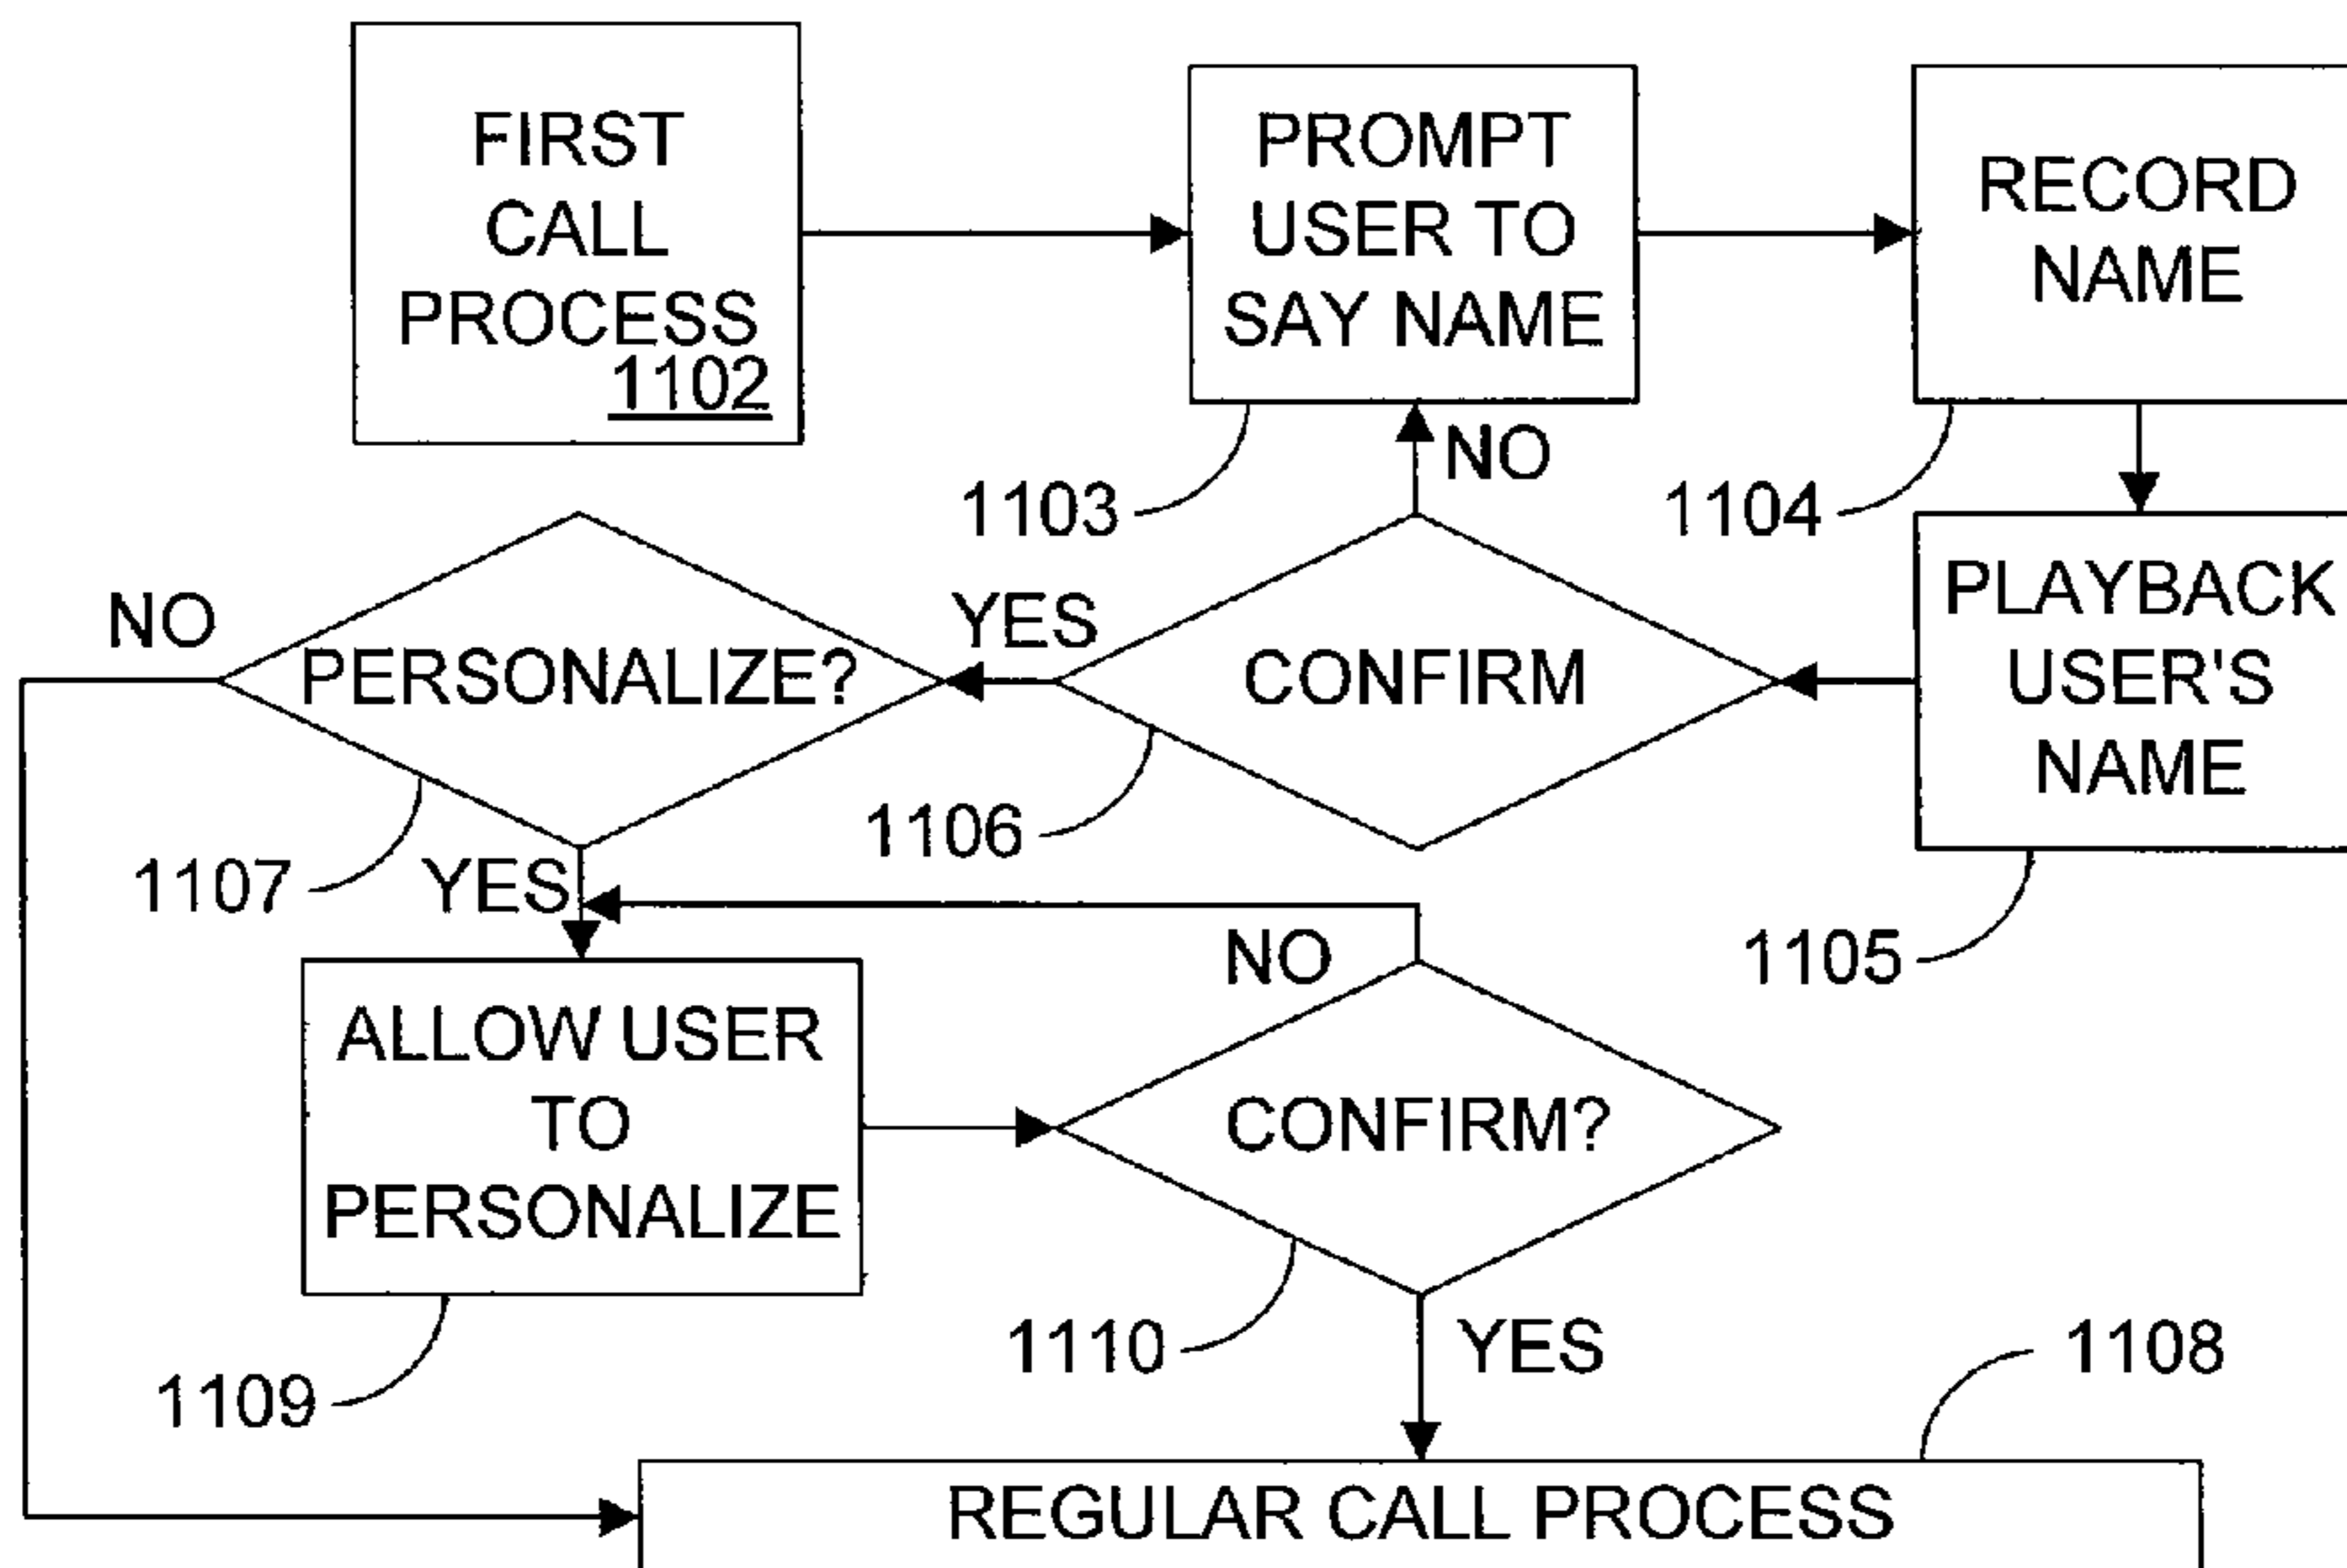 FIRST
CALL
PROCESS
1102
PROMPT
USER TO
SAY NAME
RECORD
NAME
1103
NO
1104
NO
PERSONALIZE?
YES
CONFIRM
PLAYBACK
USER'S
NAME
1107
YES
1106
1105
NO
ALLOW USER
TO
PERSONALIZE
CONFIRM?
1109
1110
YES
1108
REGULAR CALL PROCESS